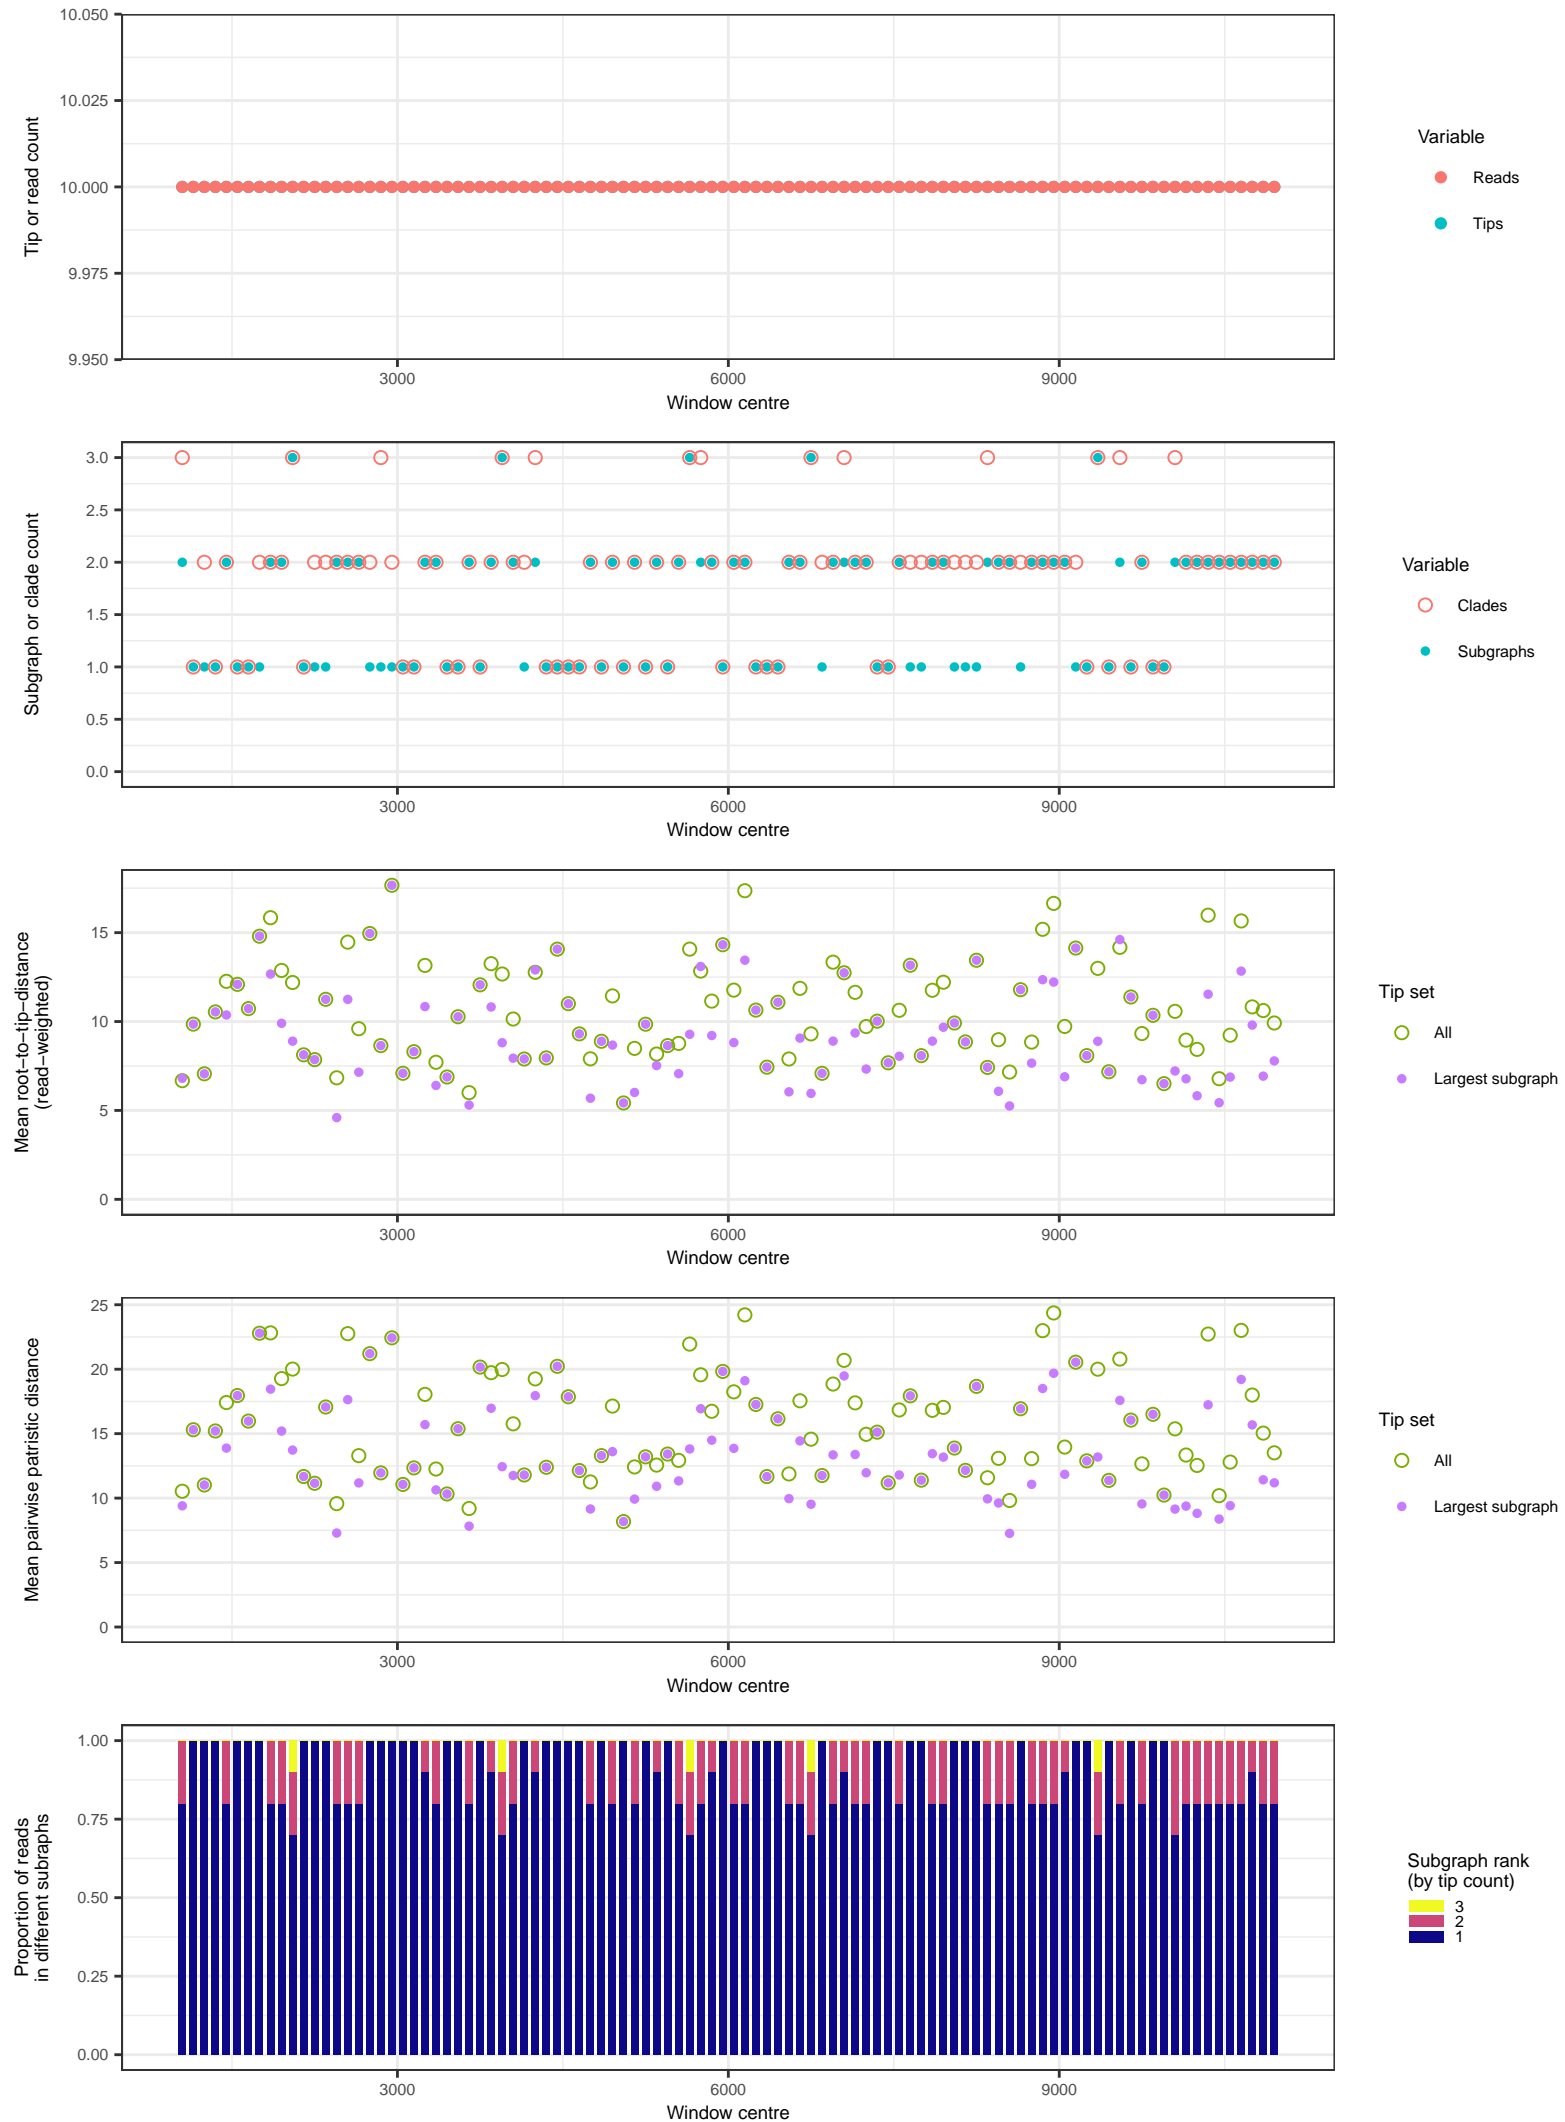 10.050
10.025
10.000
9.975
9.950
Tip or read count
3000 6000 9000
Window centre
Variable
Reads
Tips
3.0
2.5
2.0
1.5
1.0
0.5
0.0
Subgraph or clade count
3000 6000 9000
Window centre
Variable
Clades
Subgraphs
15
10
5
0
Mean root−to−tip−distance
(read−weighted)
3000 6000 9000
Window centre
Tip set
All
Largest subgraph
25
20
15
10
5
0
Mean pairwise patristic distance
3000 6000 9000
Window centre
Tip set
All
Largest subgraph
1.00
0.75
0.50
0.25
0.00
Proportion of reads
in different subraphs
3000 6000 9000
Window centre
Subgraph rank
(by tip count)
3
2
1